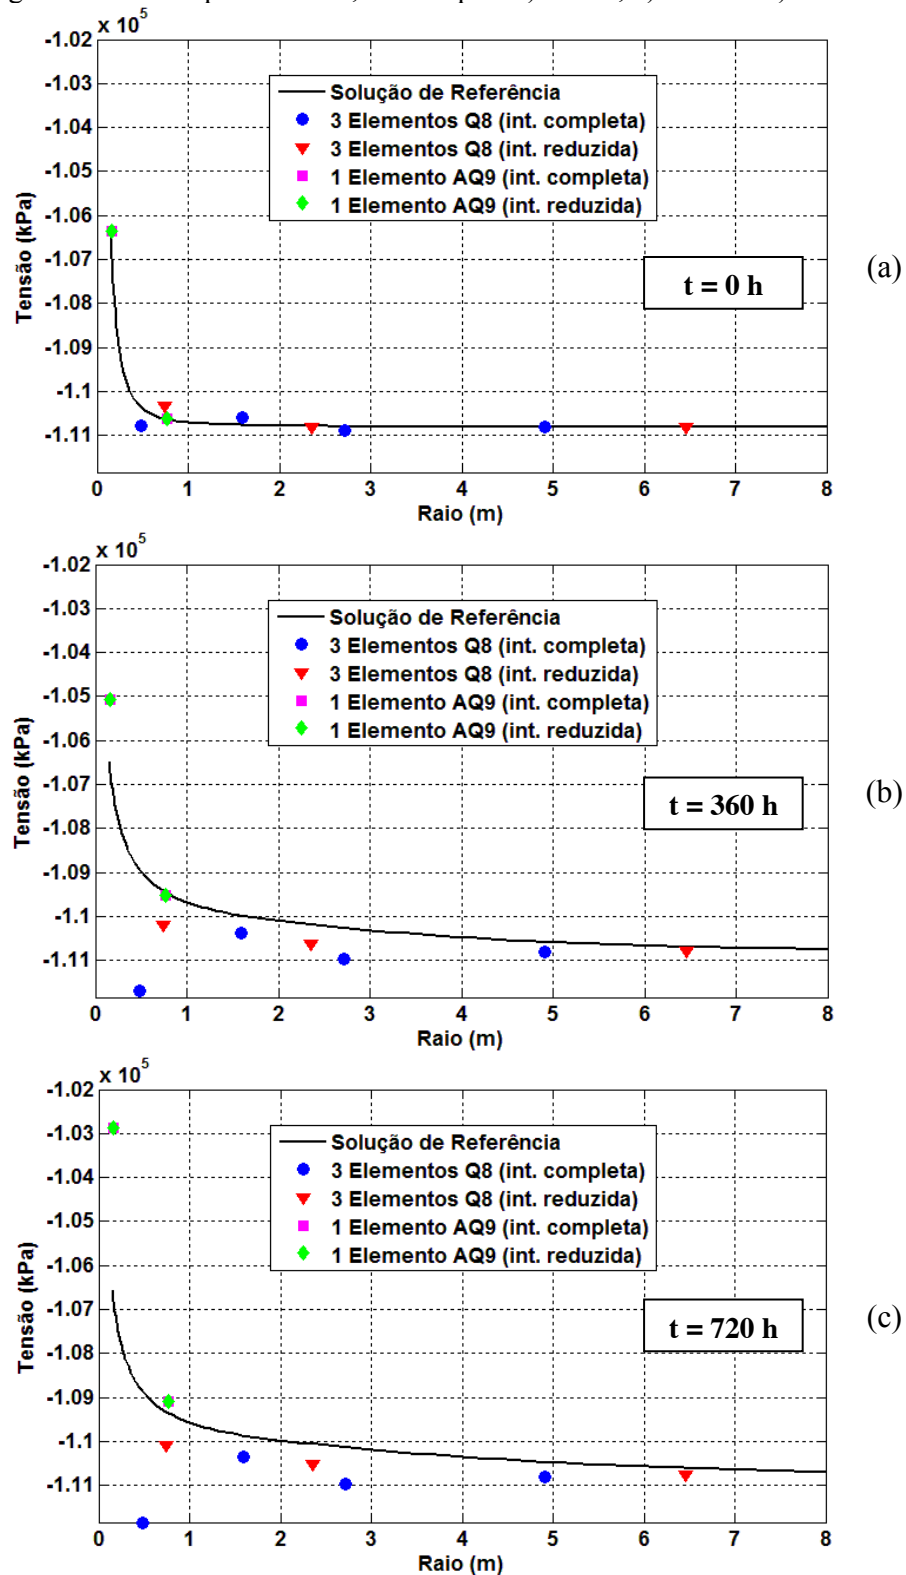 x 10^5
-1.02
-1.03
-1.04
-1.05
-1.06
-1.07
-1.08
-1.09
-1.1
-1.11
Tensão (kPa)
Solução de Referência
3 Elementos Q8 (int. completa)
3 Elementos Q8 (int. reduzida)
1 Elemento AQ9 (int. completa)
1 Elemento AQ9 (int. reduzida)
t = 0 h
(a)
0 1 2 3 4 5 6 7 8
Raio (m)
x 10^5
-1.02
-1.03
-1.04
-1.05
-1.06
-1.07
-1.08
-1.09
-1.1
-1.11
Tensão (kPa)
Solução de Referência
3 Elementos Q8 (int. completa)
3 Elementos Q8 (int. reduzida)
1 Elemento AQ9 (int. completa)
1 Elemento AQ9 (int. reduzida)
t = 360 h
(b)
0 1 2 3 4 5 6 7 8
Raio (m)
x 10^5
-1.02
-1.03
-1.04
-1.05
-1.06
-1.07
-1.08
-1.09
-1.1
-1.11
Tensão (kPa)
Solução de Referência
3 Elementos Q8 (int. completa)
3 Elementos Q8 (int. reduzida)
1 Elemento AQ9 (int. completa)
1 Elemento AQ9 (int. reduzida)
t = 720 h
(c)
0 1 2 3 4 5 6 7 8
Raio (m)